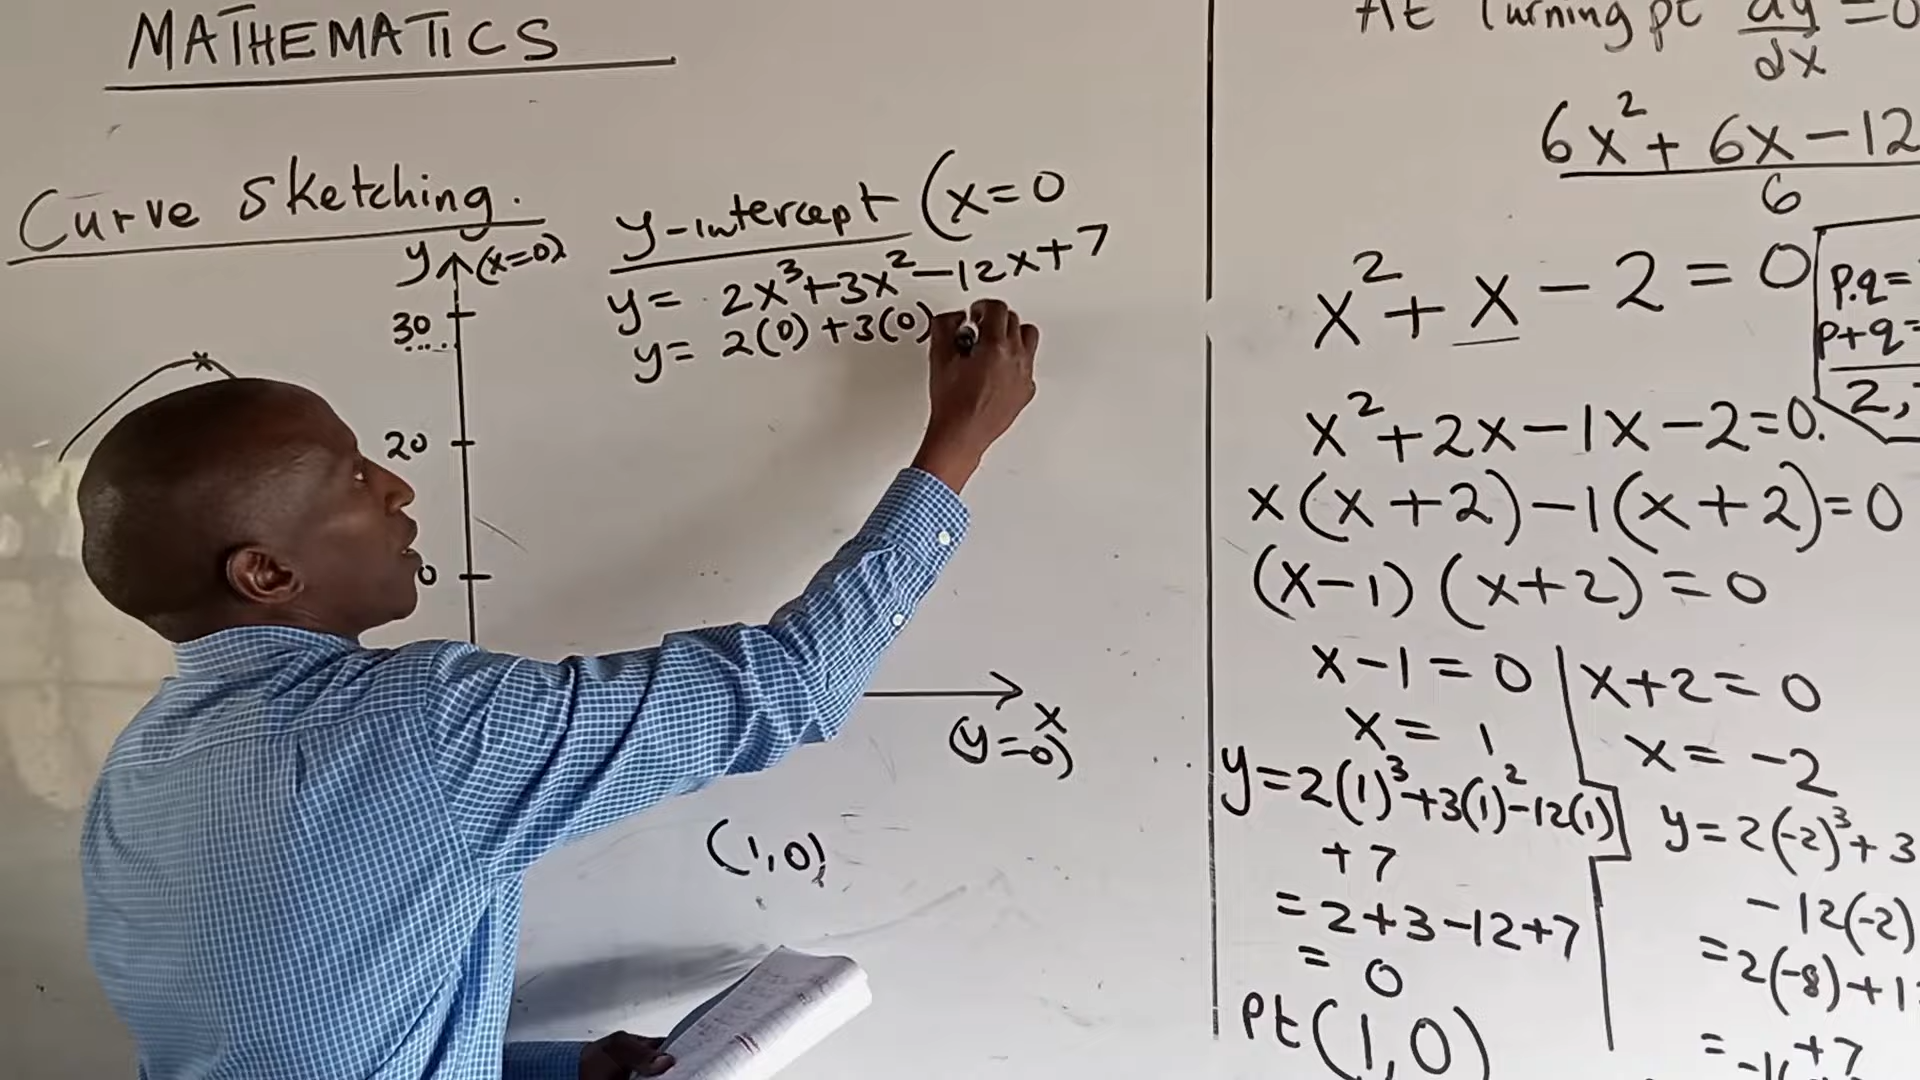 MATHEMATICS
Curve Sketching.
y (x=0)
30
20
0
x
(y=0)
(1,0)
y-intercept (x=0
y = 2x³+3x²-12x+7
y = 2(0) +3(0)
At turning pt dy/dx =0
6x²+ 6x-12
6
x²+ x - 2 = 0
p.q=
p+q=
2,
x²+2x-1x-2=0.
x(x+2)-1(x+2)=0
(x-1) (x+2) = 0
x-1=0
x= 1
y=2(1)³+3(1)²-12(1)
+7
=2+3-12+7
= 0
Pt(1,0)
x+2= 0
x= -2
y=2(-2)³+3
-12(-2)
=2(-8)+1
+7